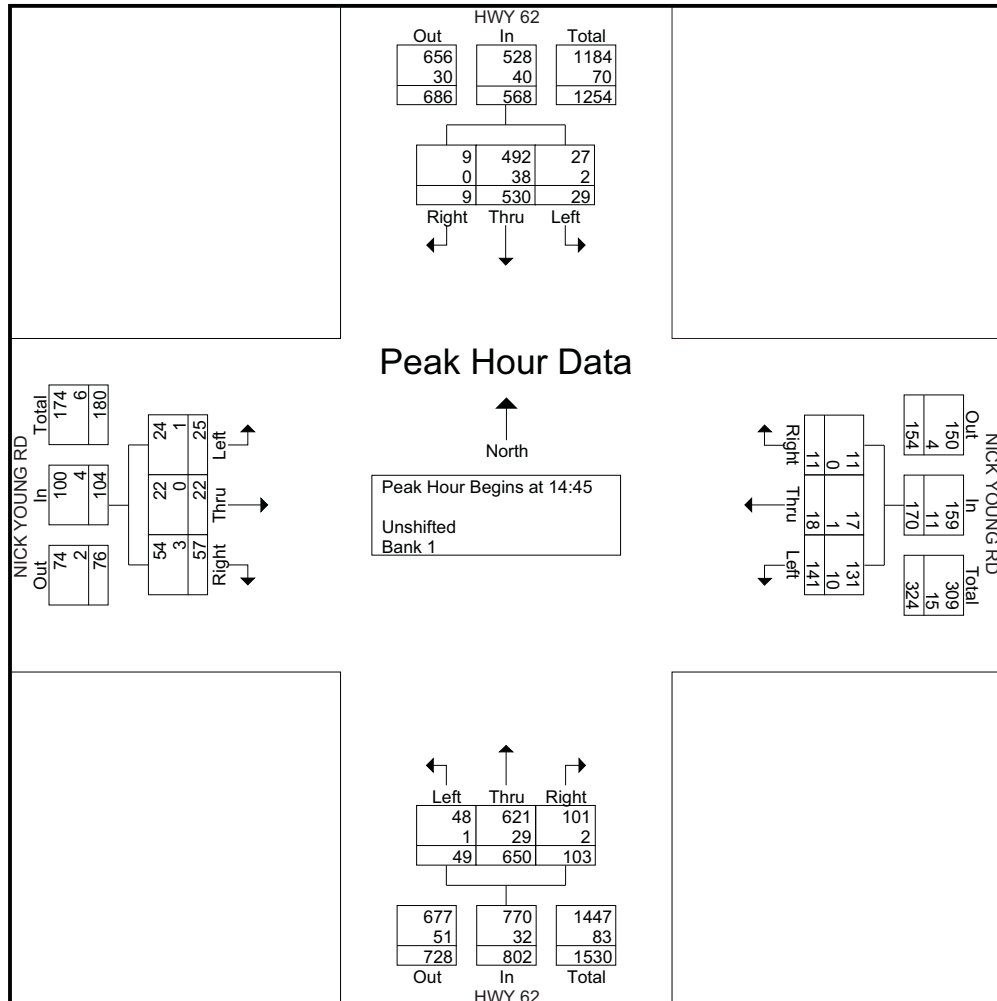 HWY 62
Out In Total
656 528 1184
30 40 70
686 568 1254
9 492 27
0 38 2
9 530 29
Right Thru Left
Peak Hour Data
North
Peak Hour Begins at 14:45
Unshifted
Bank 1
NICK YOUNG RD
Out In Total
74 100 174
2 4 6
76 104 180
54 22 24
3 0 1
57 22 25
Right Thru Left
NICK YOUNG RD
Out In Total
150 159 309
4 11 15
154 170 324
11 17 131
0 1 10
11 18 141
Right Thru Left
Left Thru Right
48 621 101
1 29 2
49 650 103
677 770 1447
51 32 83
728 802 1530
Out In Total
HWY 62